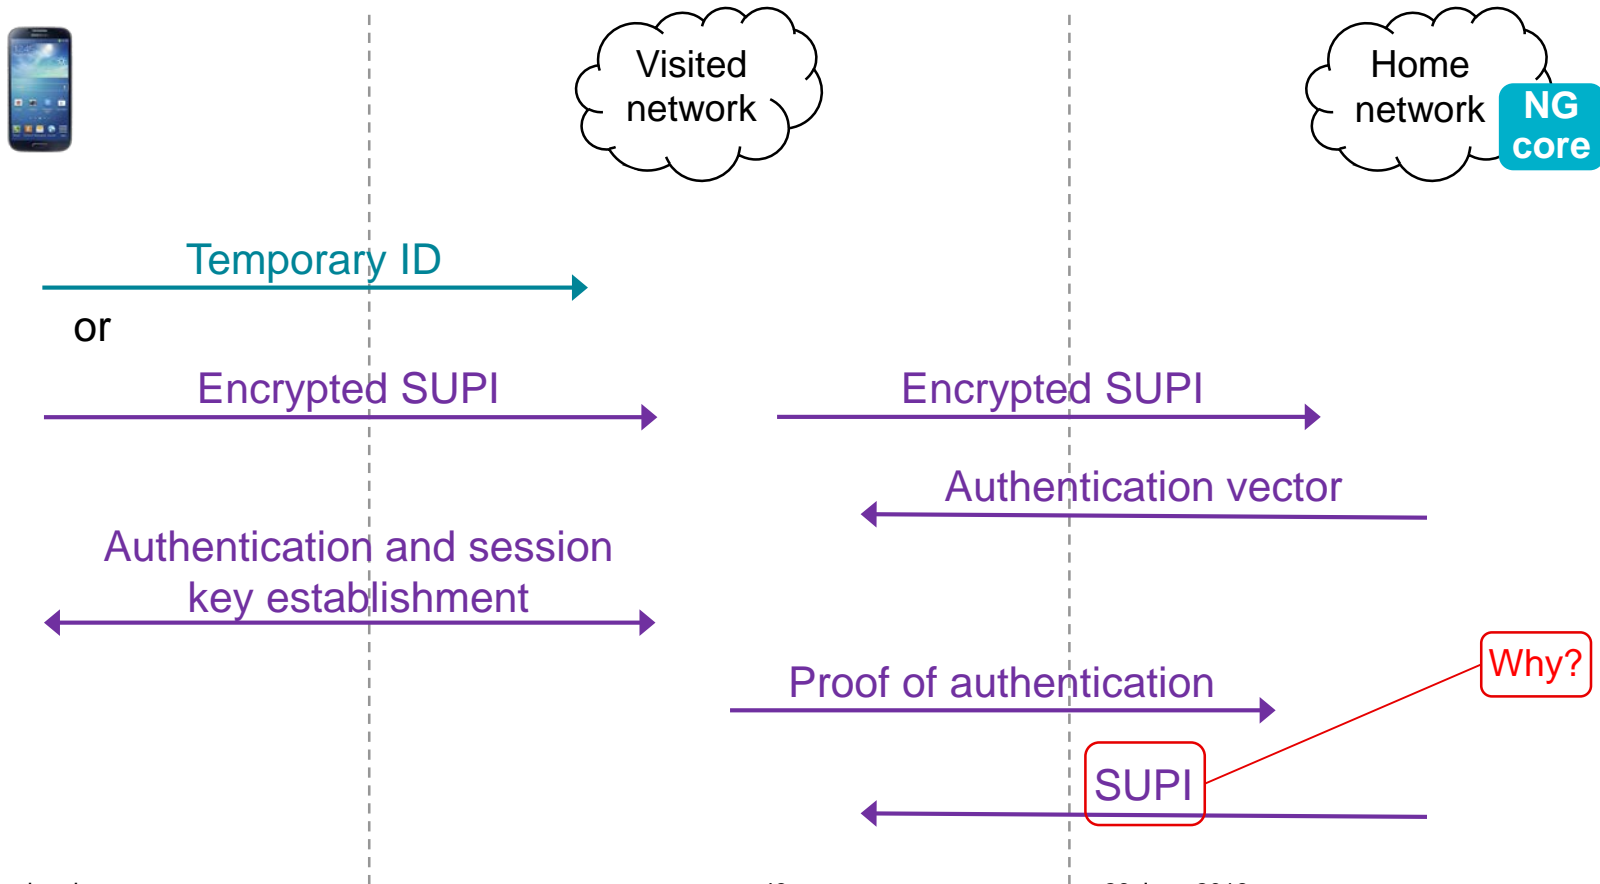 Visited
network
Home
network
NG
core
Temporary ID
or
Encrypted SUPI
Encrypted SUPI
Authentication vector
Authentication and session
key establishment
Proof of authentication
Why?
SUPI